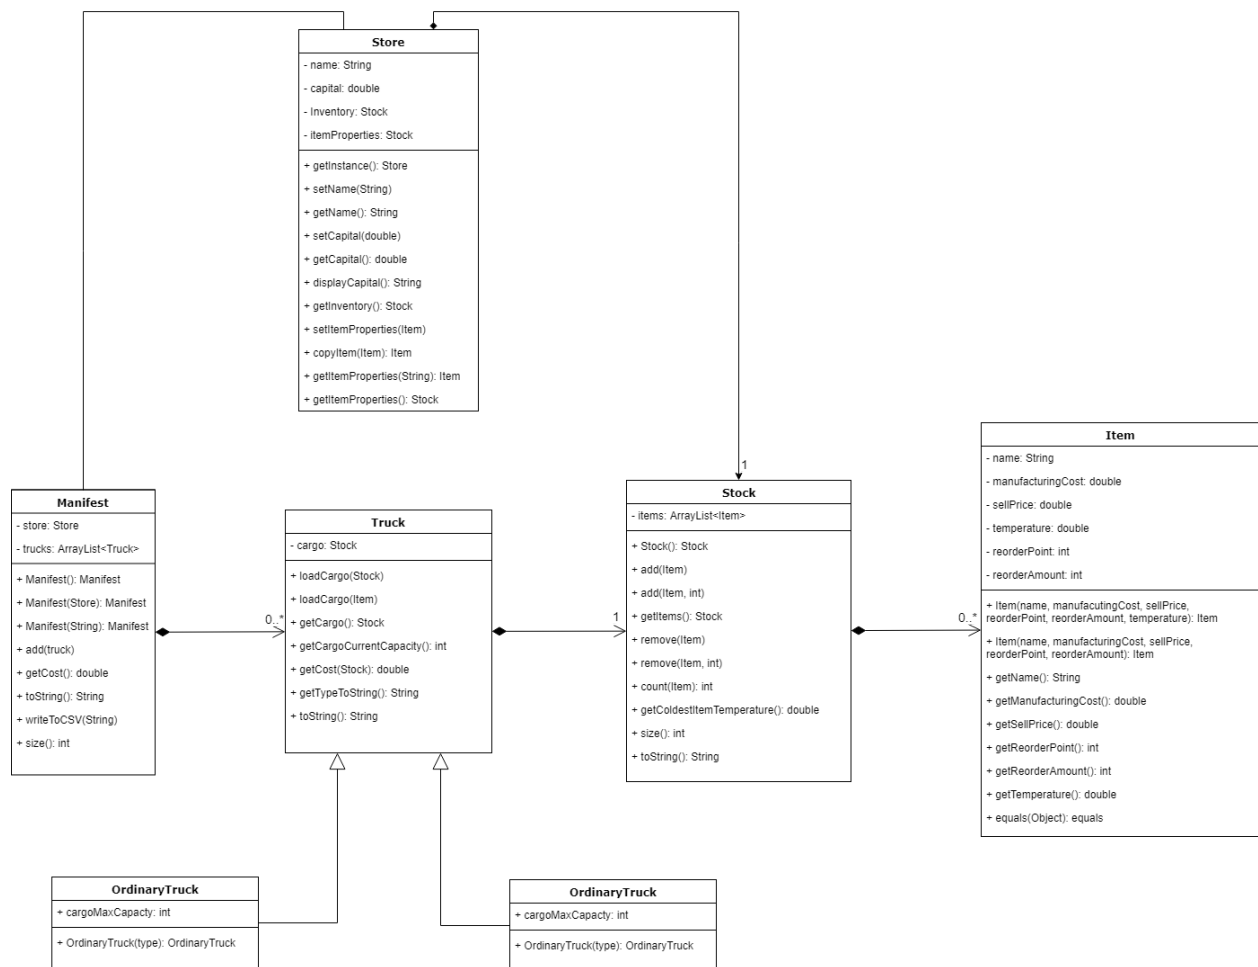 Store
- name: String
- capital: double
- Inventory: Stock
- itemProperties: Stock
+ getInstance(): Store
+ setName(String)
+ getName(): String
+ setCapital(double)
+ getCapital(): double
+ displayCapital(): String
+ getInventory(): Stock
+ setItemProperties(Item)
+ copyItem(Item): Item
+ getItemProperties(String): Item
+ getItemProperties(): Stock
Manifest
- store: Store
- trucks: ArrayList<Truck>
+ Manifest(): Manifest
+ Manifest(Store): Manifest
+ Manifest(String): Manifest
+ add(truck)
+ getCost(): double
+ toString(): String
+ writeToCSV(String)
+ size(): int
0..*
Truck
- cargo: Stock
+ loadCargo(Stock)
+ loadCargo(Item)
+ getCargo(): Stock
+ getCargoCurrentCapacity(): int
+ getCost(Stock): double
+ getTypeToString(): String
+ toString(): String
1
1
Stock
- items: ArrayList<Item>
+ Stock(): Stock
+ add(Item)
+ add(Item, int)
+ getItems(): Stock
+ remove(Item)
+ remove(Item, int)
+ count(Item): int
+ getColdestItemTemperature(): double
+ size(): int
+ toString(): String
0..*
Item
- name: String
- manufacturingCost: double
- sellPrice: double
- temperature: double
- reorderPoint: int
- reorderAmount: int
+ Item(name, manufacutingCost, sellPrice,
reorderPoint, reorderAmount, temperature): Item
+ Item(name, manufacturingCost, sellPrice,
reorderPoint, reorderAmount): Item
+ getName(): String
+ getManufacturingCost(): double
+ getSellPrice(): double
+ getReorderPoint(): int
+ getReorderAmount(): int
+ getTemperature(): double
+ equals(Object): equals
OrdinaryTruck
+ cargoMaxCapacty: int
+ OrdinaryTruck(type): OrdinaryTruck
OrdinaryTruck
+ cargoMaxCapacty: int
+ OrdinaryTruck(type): OrdinaryTruck